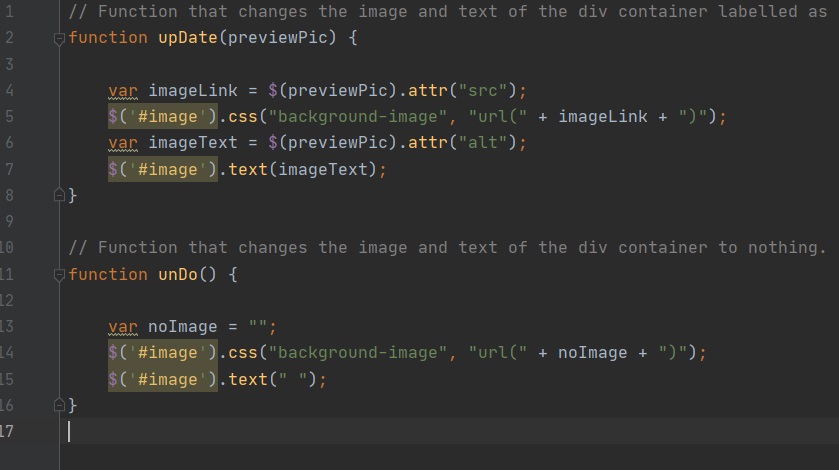 1 // Function that changes the image and text of the div container labelled as
2 function upDate(previewPic) {
3
4 var imageLink = $(previewPic).attr("src");
5 $('#image').css("background-image", "url(" + imageLink + ")");
6 var imageText = $(previewPic).attr("alt");
7 $('#image').text(imageText);
8 }
9
10 // Function that changes the image and text of the div container to nothing.
11 function unDo() {
12
13 var noImage = "";
14 $('#image').css("background-image", "url(" + noImage + ")");
15 $('#image').text(" ");
16 }
17